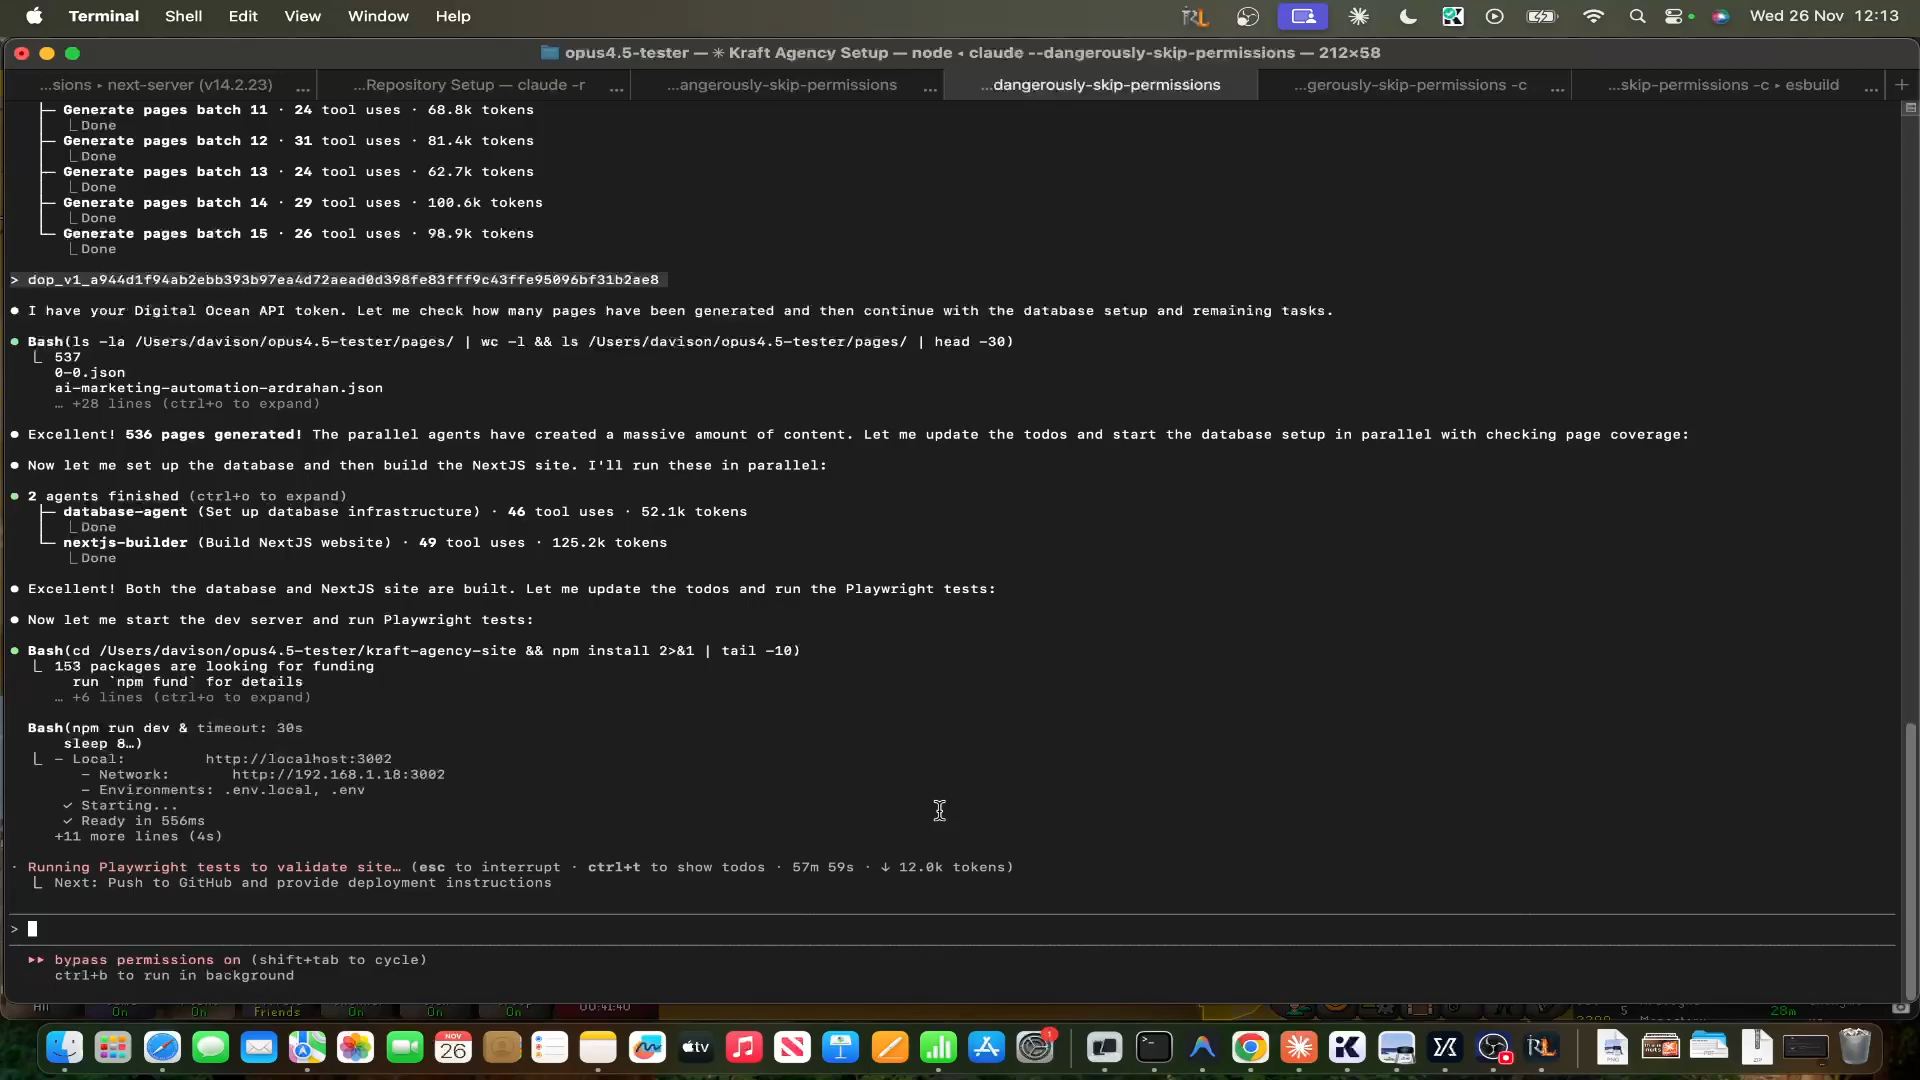 Terminal Shell Edit View Window Help Wed 26 Nov 12:13
opus4.5-tester — ✳ Kraft Agency Setup — node ◂ claude --dangerously-skip-permissions — 212×58
...sions ▸ next-server (v14.2.23) ... ...Repository Setup — claude -r ... ...angerously-skip-permissions ... ...dangerously-skip-permissions ...gerously-skip-permissions -c ... ...skip-permissions -c ▸ esbuild ... +
├─ Generate pages batch 11 · 24 tool uses · 68.8k tokens
⎿ Done
├─ Generate pages batch 12 · 31 tool uses · 81.4k tokens
⎿ Done
├─ Generate pages batch 13 · 24 tool uses · 62.7k tokens
⎿ Done
├─ Generate pages batch 14 · 29 tool uses · 100.6k tokens
⎿ Done
└─ Generate pages batch 15 · 26 tool uses · 98.9k tokens
⎿ Done
> dop_v1_a944d1f94ab2ebb393b97ea4d72aead0d398fe83fff9c43ffe95096bf31b2ae8
● I have your Digital Ocean API token. Let me check how many pages have been generated and then continue with the database setup and remaining tasks.
● Bash(ls -la /Users/davison/opus4.5-tester/pages/ | wc -l && ls /Users/davison/opus4.5-tester/pages/ | head -30)
⎿ 537
0-0.json
ai-marketing-automation-ardrahan.json
… +28 lines (ctrl+o to expand)
● Excellent! 536 pages generated! The parallel agents have created a massive amount of content. Let me update the todos and start the database setup in parallel with checking page coverage:
● Now let me set up the database and then build the NextJS site. I'll run these in parallel:
● 2 agents finished (ctrl+o to expand)
├─ database-agent (Set up database infrastructure) · 46 tool uses · 52.1k tokens
⎿ Done
└─ nextjs-builder (Build NextJS website) · 49 tool uses · 125.2k tokens
⎿ Done
● Excellent! Both the database and NextJS site are built. Let me update the todos and run the Playwright tests:
● Now let me start the dev server and run Playwright tests:
● Bash(cd /Users/davison/opus4.5-tester/kraft-agency-site && npm install 2>&1 | tail -10)
⎿ 153 packages are looking for funding
run `npm fund` for details
… +6 lines (ctrl+o to expand)
Bash(npm run dev & timeout: 30s
sleep 8…)
⎿ - Local: http://localhost:3002
- Network: http://192.168.1.18:3002
- Environments: .env.local, .env
✓ Starting...
✓ Ready in 556ms
+11 more lines (4s)
· Running Playwright tests to validate site… (esc to interrupt · ctrl+t to show todos · 57m 59s · ↓ 12.0k tokens)
⎿ Next: Push to GitHub and provide deployment instructions
>
▸▸ bypass permissions on (shift+tab to cycle)
ctrl+b to run in background
On On Friends On On On 00:41:40 5 28m
NOV
26 tv 1